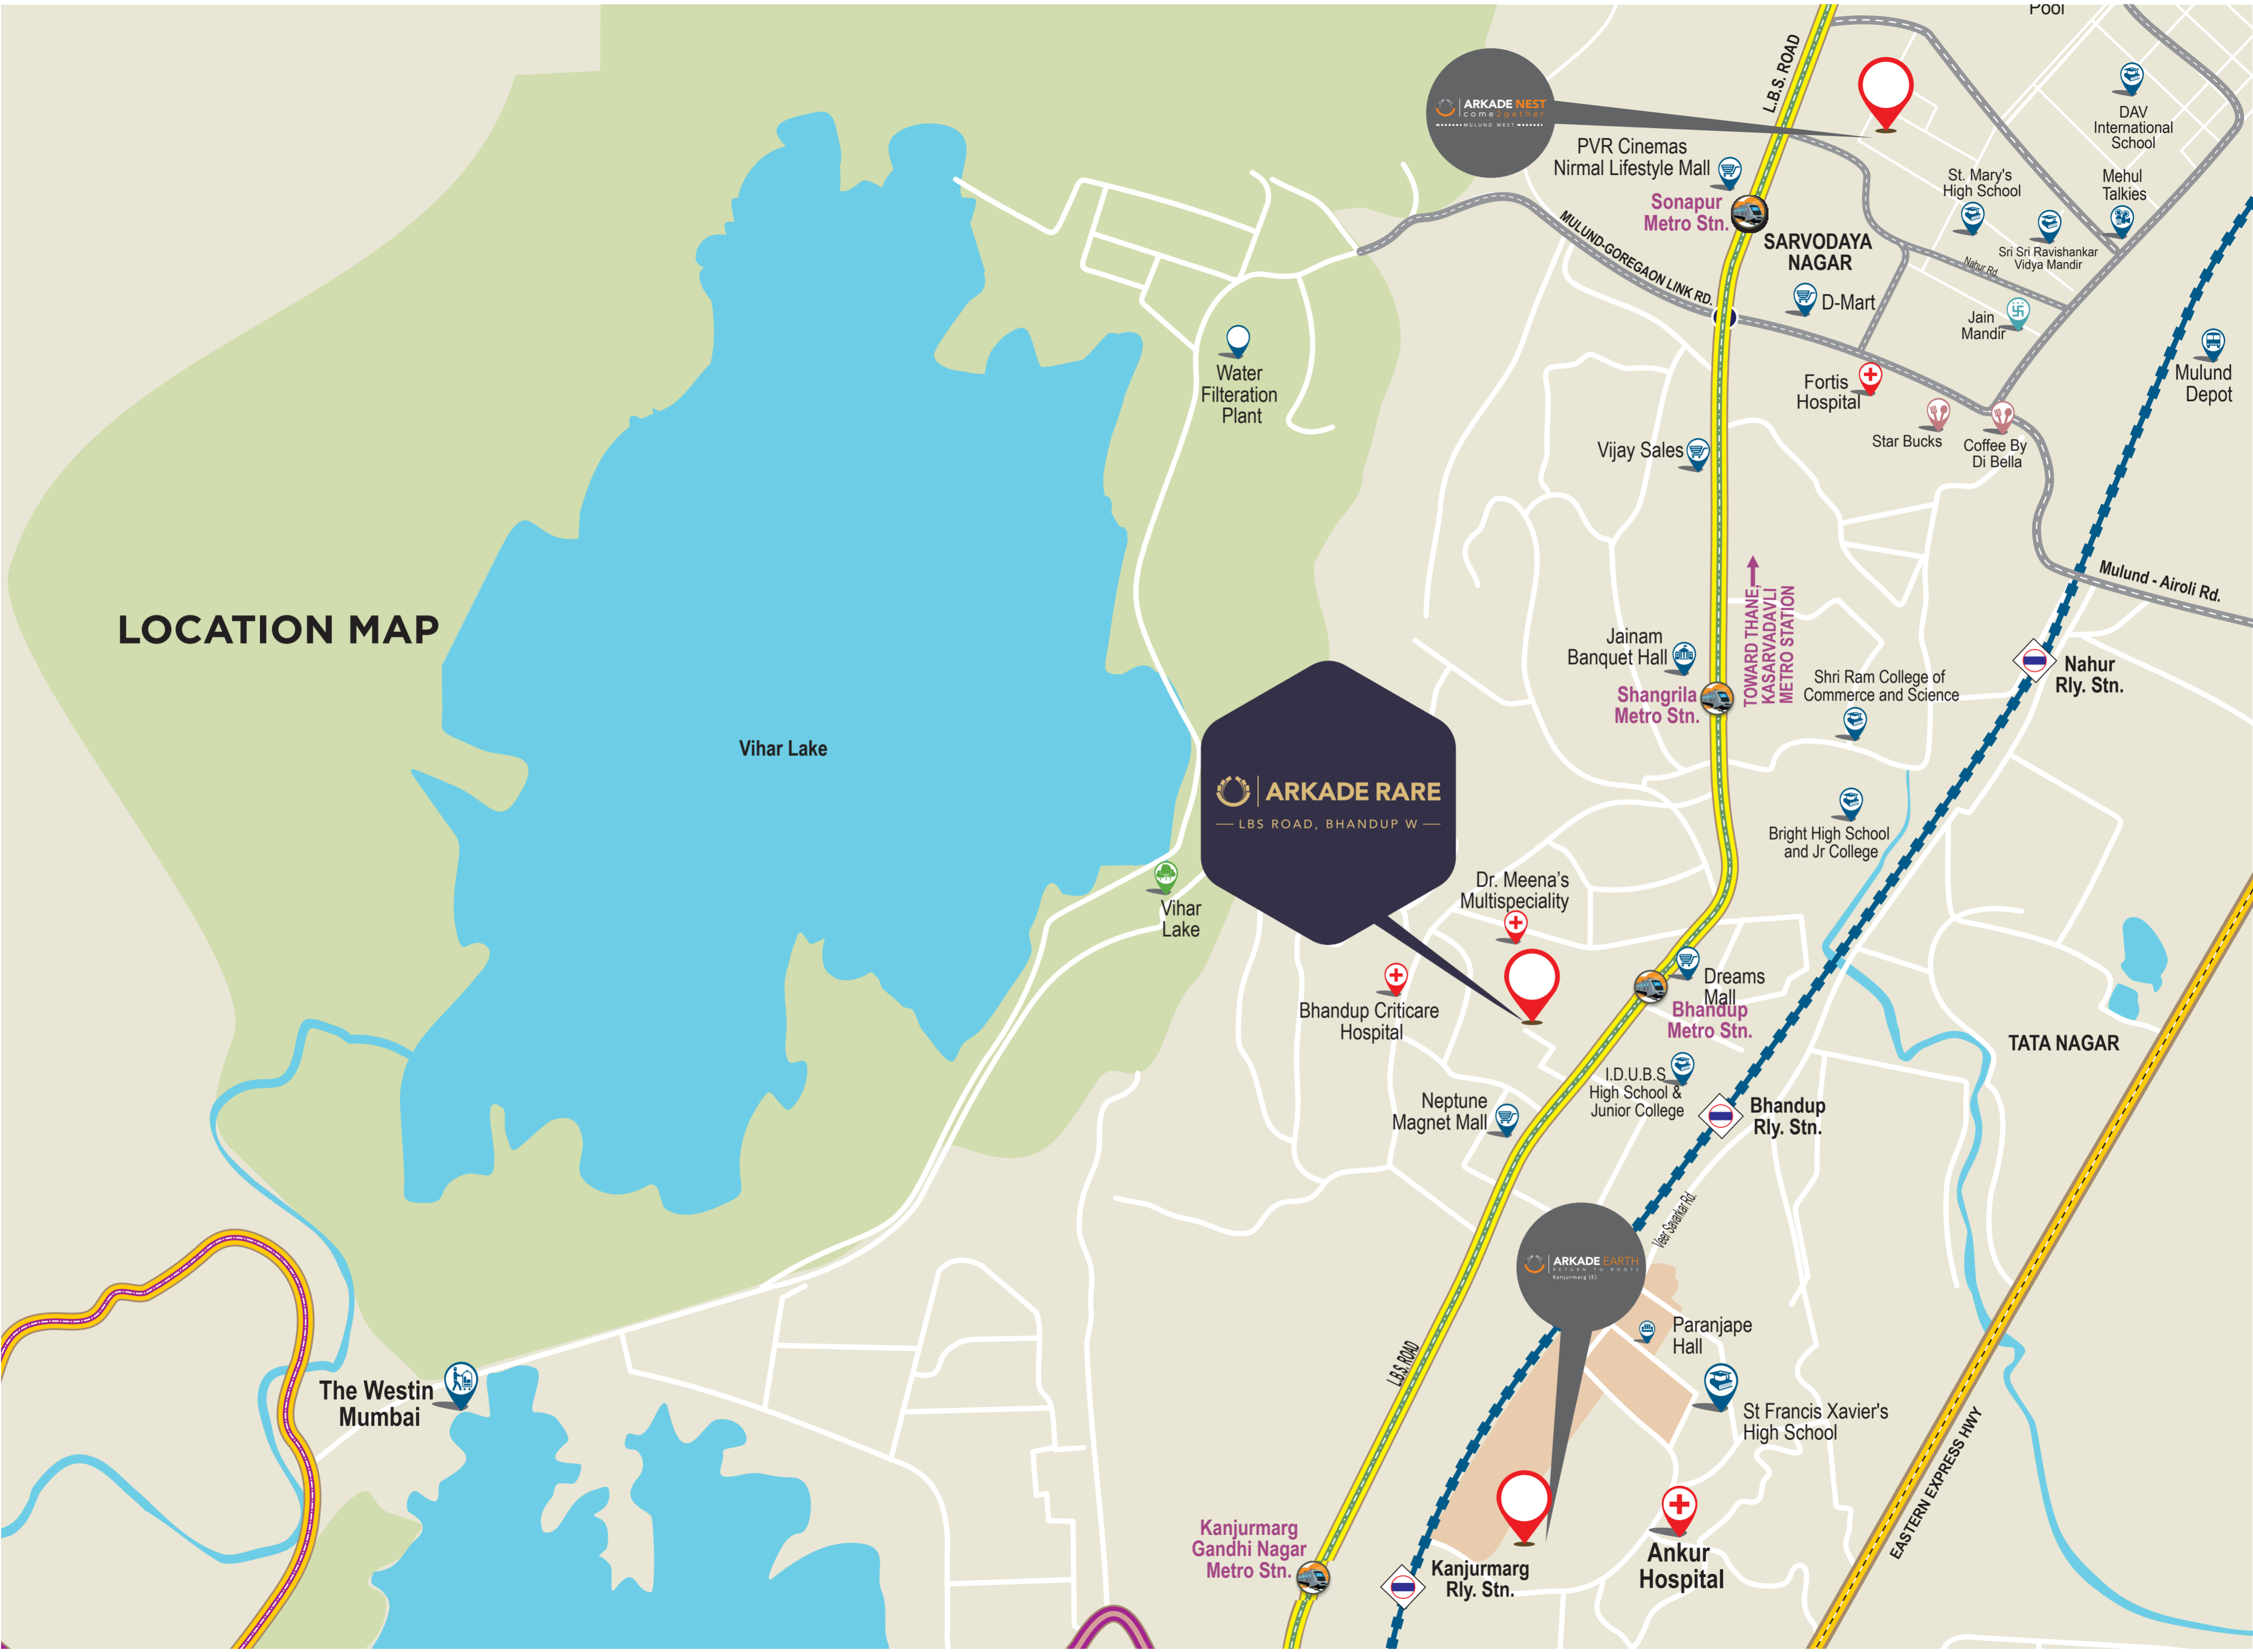 Pool
L.B.S. ROAD
ARKADE NEST
come2gether
MULUND WEST
DAV
International
School
PVR Cinemas
Nirmal Lifestyle Mall
St. Mary's
High School
Mehul
Talkies
Sonapur
Metro Stn.
MULUND-GOREGAON LINK RD.
SARVODAYA
NAGAR
Sri Sri Ravishankar
Vidya Mandir
Nahur Rd.
D-Mart
Jain
Mandir
Water
Filteration
Plant
Fortis
Hospital
Mulund
Depot
Star Bucks
Coffee By
Di Bella
Vijay Sales
Mulund - Airoli Rd.
LOCATION MAP
TOWARD THANE,
KASARVADAVLI
METRO STATION
Jainam
Banquet Hall
Shangrila
Metro Stn.
Shri Ram College of
Commerce and Science
Nahur
Rly. Stn.
Vihar Lake
ARKADE RARE
LBS ROAD, BHANDUP W
Bright High School
and Jr College
Dr. Meena's
Multispeciality
Vihar
Lake
Dreams
Mall
Bhandup
Metro Stn.
Bhandup Criticare
Hospital
TATA NAGAR
I.D.U.B.S.
High School &
Junior College
Neptune
Magnet Mall
Bhandup
Rly. Stn.
Veer Savarkar Rd.
ARKADE EARTH
RETURN TO ROOTS
Kanjurmarg (E)
Paranjape
Hall
L.B.S. ROAD
The Westin
Mumbai
St Francis Xavier's
High School
EASTERN EXPRESS HWY
Kanjurmarg
Gandhi Nagar
Metro Stn.
Kanjurmarg
Rly. Stn.
Ankur
Hospital